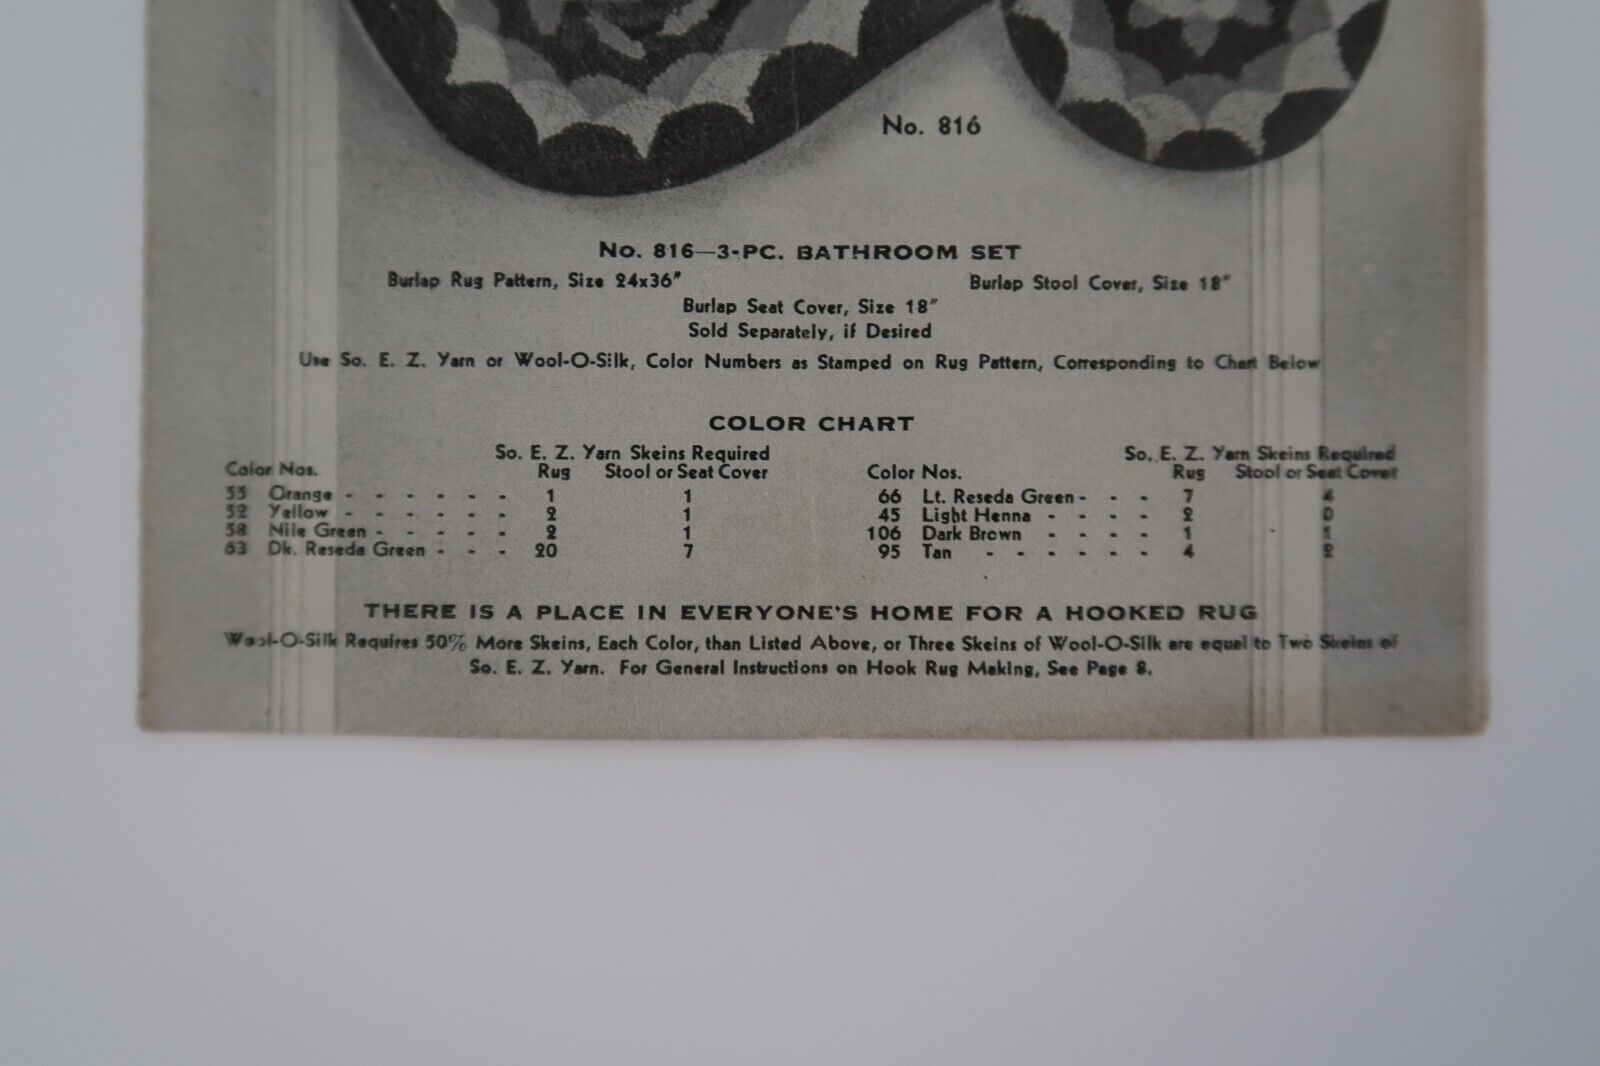 No. 816
No. 816—3-PC. BATHROOM SET
Burlap Rug Pattern, Size 24x36" Burlap Stool Cover, Size 18"
Burlap Seat Cover, Size 18"
Sold Separately, if Desired
Use So. E. Z. Yarn or Wool-O-Silk, Color Numbers as Stamped on Rug Pattern, Corresponding to Chart Below
COLOR CHART
So. E. Z. Yarn Skeins Required
Color Nos. Rug Stool or Seat Cover
55 Orange - - - - - - 1 1
52 Yellow - - - - - - 2 1
58 Nile Green - - - - - 2 1
63 Dk. Reseda Green - - - 20 7
So. E. Z. Yarn Skeins Required
Color Nos. Rug Stool or Seat Cover
66 Lt. Reseda Green - - - 7 4
45 Light Henna - - - - 2 0
106 Dark Brown - - - - 1 1
95 Tan - - - - - - 4 2
THERE IS A PLACE IN EVERYONE'S HOME FOR A HOOKED RUG
Wool-O-Silk Requires 50% More Skeins, Each Color, than Listed Above, or Three Skeins of Wool-O-Silk are equal to Two Skeins of
So. E. Z. Yarn. For General Instructions on Hook Rug Making, See Page 8.